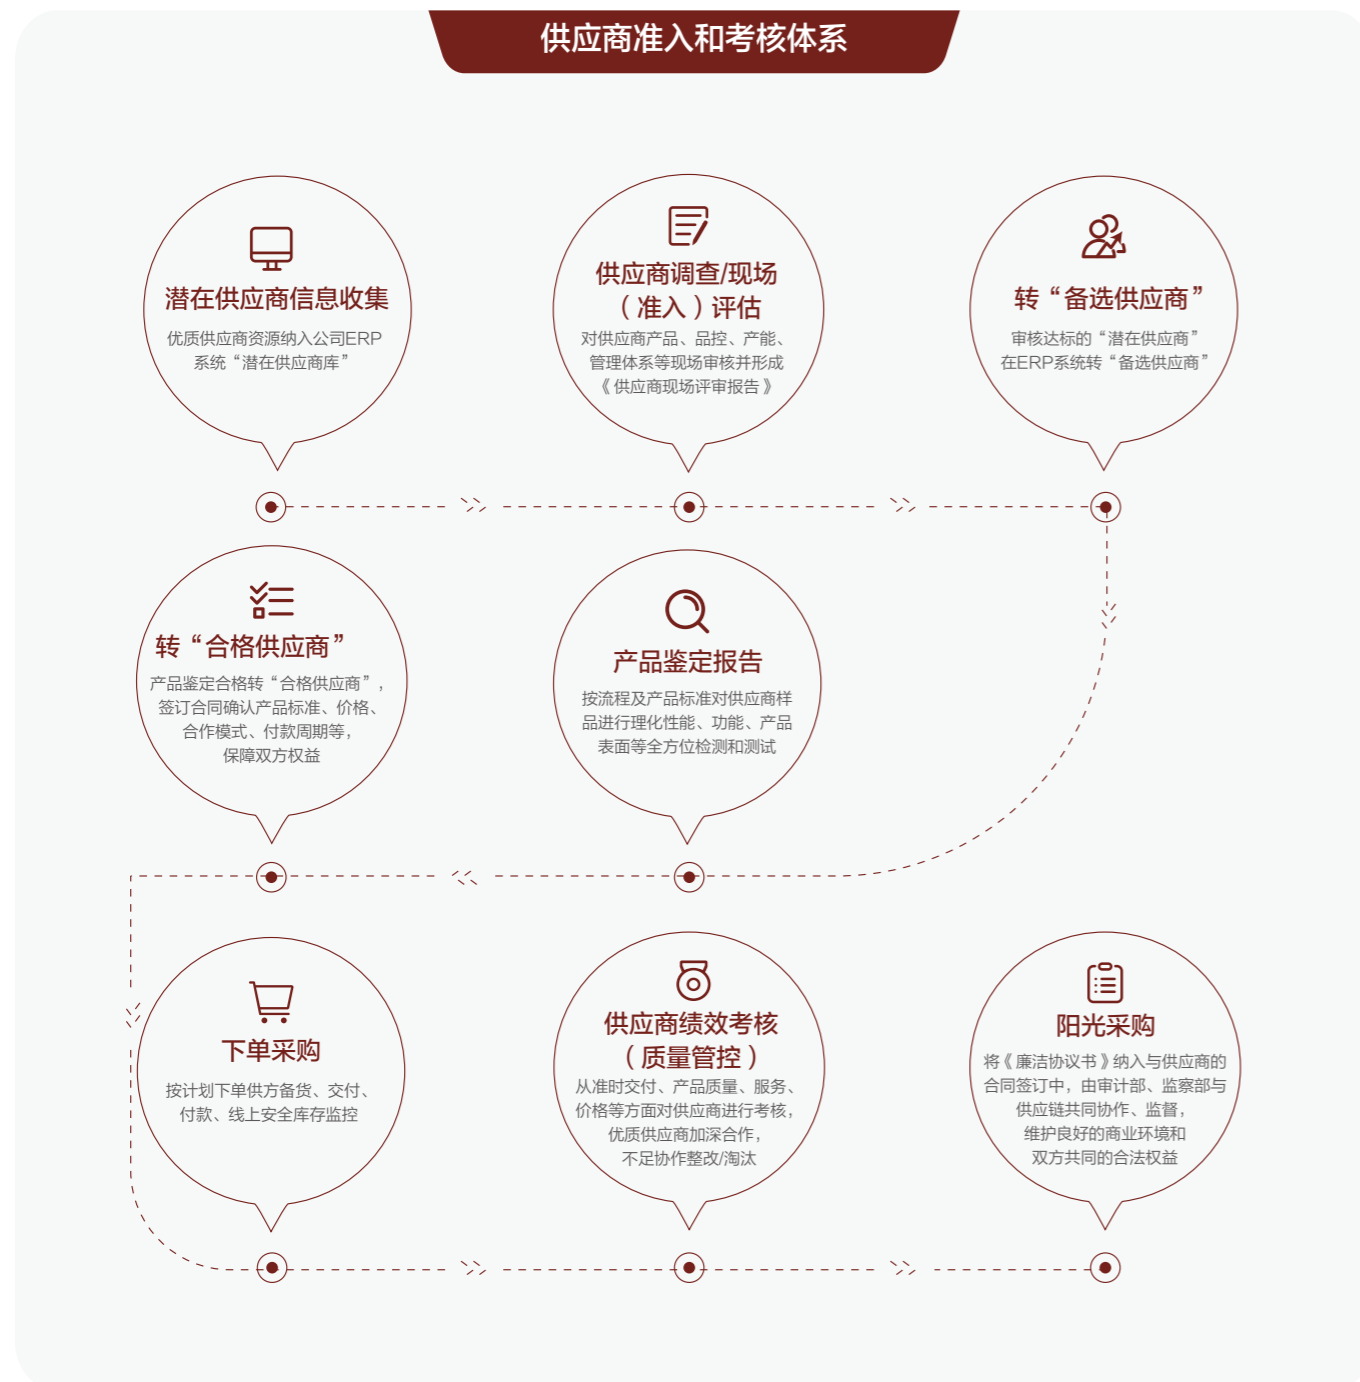 供应商准入和考核体系
潜在供应商信息收集
优质供应商资源纳入公司ERP
系统“潜在供应商库”
供应商调查/现场
（准入）评估
对供应商产品、品控、产能、
管理体系等现场审核并形成
《供应商现场评审报告》
转“备选供应商”
审核达标的“潜在供应商”
在ERP系统转“备选供应商”
转“合格供应商”
产品鉴定合格转“合格供应商”，
签订合同确认产品标准、价格、
合作模式、付款周期等，
保障双方权益
产品鉴定报告
按流程及产品标准对供应商样
品进行理化性能、功能、产品
表面等全方位检测和测试
下单采购
按计划下单供方备货、交付、
付款、线上安全库存监控
供应商绩效考核
（质量管控）
从准时交付、产品质量、服务、
价格等方面对供应商进行考核，
优质供应商加深合作，
不足协作整改/淘汰
阳光采购
将《廉洁协议书》纳入与供应商的
合同签订中，由审计部、监察部与
供应链共同协作、监督，
维护良好的商业环境和
双方共同的合法权益